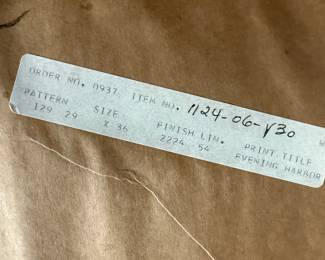 ORDER NO. 0937 ITEM NO. 1124-06-V30
PATTERN SIZE FINISH LIN. PRINT TITLE
129 29 X 36 2224 54 EVENING HARBOR